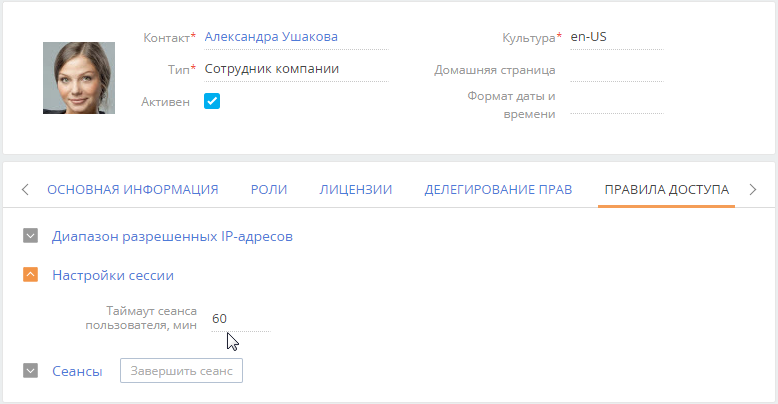 Контакт* Александра Ушакова
Культура* en-US
Тип* Сотрудник компании
Домашняя страница
Активен
Формат даты и
времени
ОСНОВНАЯ ИНФОРМАЦИЯ РОЛИ ЛИЦЕНЗИИ ДЕЛЕГИРОВАНИЕ ПРАВ ПРАВИЛА ДОСТУПА
Диапазон разрешенных IP-адресов
Настройки сессии
Таймаут сеанса
пользователя, мин 60
Сеансы Завершить сеанс